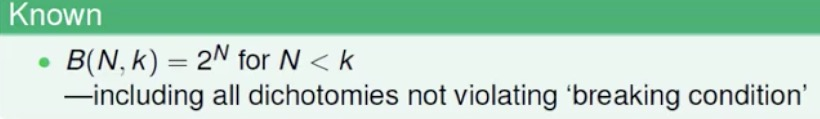 Known
• B(N, k) = 2^N for N < k
—including all dichotomies not violating ‘breaking condition’